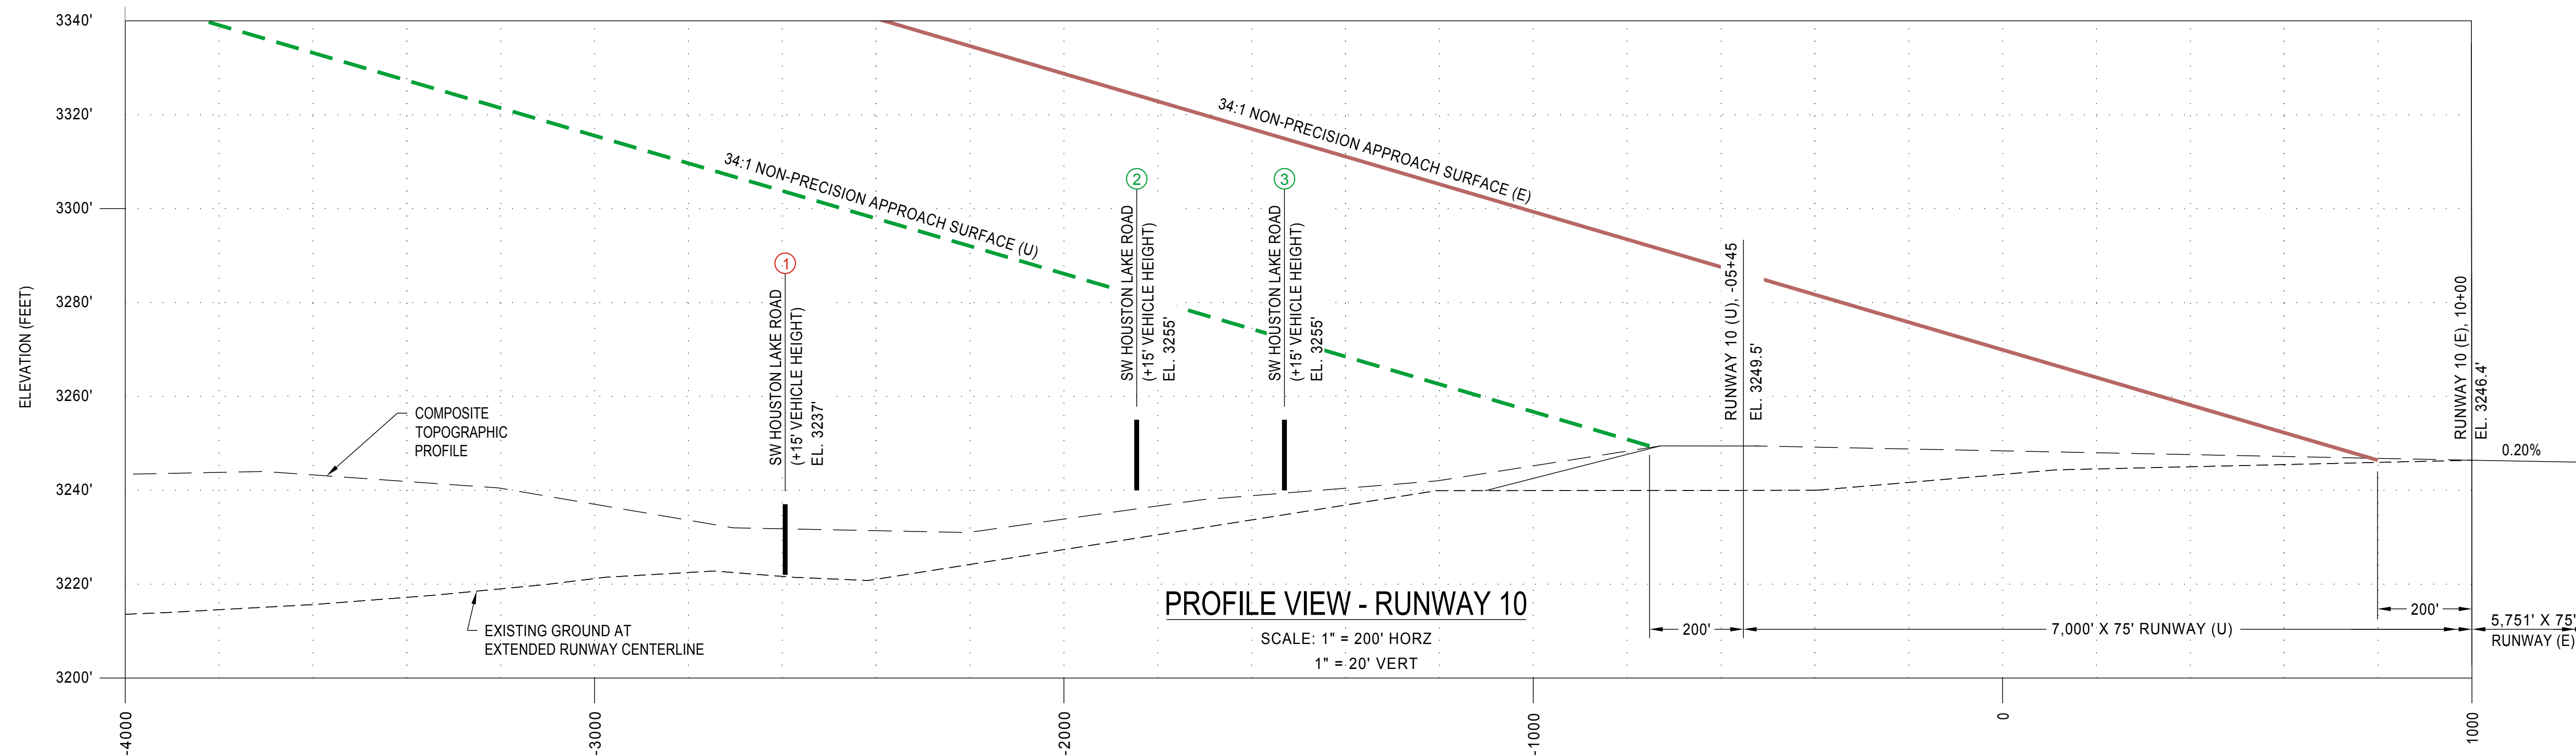 3340'
3320'
3300'
3280'
3260'
3240'
3220'
3200'
ELEVATION (FEET)
34:1 NON-PRECISION APPROACH SURFACE (U)
34:1 NON-PRECISION APPROACH SURFACE (E)
COMPOSITE
TOPOGRAPHIC
PROFILE
EXISTING GROUND AT
EXTENDED RUNWAY CENTERLINE
1
SW HOUSTON LAKE ROAD
(+15' VEHICLE HEIGHT)
EL. 3237'
2
SW HOUSTON LAKE ROAD
(+15' VEHICLE HEIGHT)
EL. 3255'
3
SW HOUSTON LAKE ROAD
(+15' VEHICLE HEIGHT)
EL. 3255'
RUNWAY 10 (U), -05+45
EL. 3249.5'
RUNWAY 10 (E), 10+00
EL. 3246.4'
0.20%
PROFILE VIEW - RUNWAY 10
SCALE: 1" = 200' HORZ
1" = 20' VERT
200'
7,000' X 75' RUNWAY (U)
200'
5,751' X 75'
RUNWAY (E)
-4000
-3000
-2000
-1000
0
1000